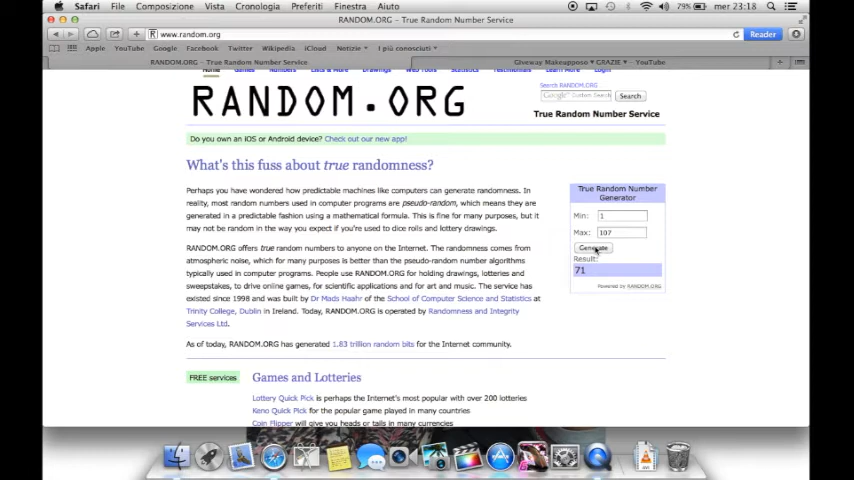 Safari File Composizione Vista Cronologia Preferiti Finestra Aiuto 79% mer 23:18
RANDOM.ORG – True Random Number Service
www.random.org Reader
Apple YouTube Google Facebook Twitter Wikipedia iCloud Notizie I più conosciuti
RANDOM.ORG – True Random Number Service Giveway Makeupposo ♥ GRAZIE ♥ – YouTube
Home Games Numbers Lists & More Drawings Web Tools Statistics Testimonials Learn More Login
Search RANDOM.ORG
RANDOM.ORG
Google Custom Search Search
True Random Number Service
Do you own an iOS or Android device? Check out our new app!
What's this fuss about true randomness?
Perhaps you have wondered how predictable machines like computers can generate randomness. In
reality, most random numbers used in computer programs are pseudo-random, which means they are
generated in a predictable fashion using a mathematical formula. This is fine for many purposes, but it
may not be random in the way you expect if you're used to dice rolls and lottery drawings.
RANDOM.ORG offers true random numbers to anyone on the Internet. The randomness comes from
atmospheric noise, which for many purposes is better than the pseudo-random number algorithms
typically used in computer programs. People use RANDOM.ORG for holding drawings, lotteries and
sweepstakes, to drive online games, for scientific applications and for art and music. The service has
existed since 1998 and was built by Dr Mads Haahr of the School of Computer Science and Statistics at
Trinity College, Dublin in Ireland. Today, RANDOM.ORG is operated by Randomness and Integrity
Services Ltd.
As of today, RANDOM.ORG has generated 1.83 trillion random bits for the Internet community.
True Random Number
Generator
Min: 1
Max: 107
Generate
Result:
71
Powered by RANDOM.ORG
FREE services
Games and Lotteries
Lottery Quick Pick is perhaps the Internet's most popular with over 200 lotteries
Keno Quick Pick for the popular game played in many countries
Coin Flipper will give you heads or tails in many currencies